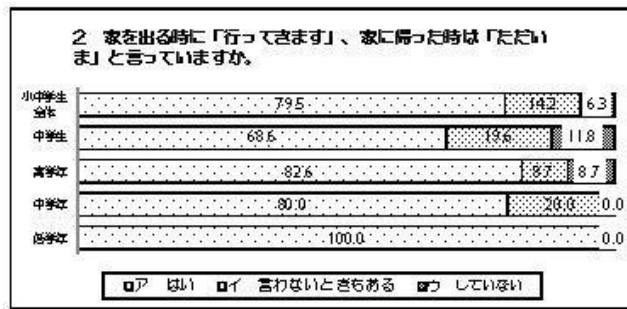 2 家を出る時に「行ってきます」、家に帰った時は「ただい
ま」と言っていますか。
小中学生
全体
79.5 14.2 6.3
中学生
68.6 19.6 11.8
高学年
82.6 8.7 8.7
中学年
80.0 20.0 0.0
低学年
100.0 0.0
ア はい イ 言わないときもある ウ していない